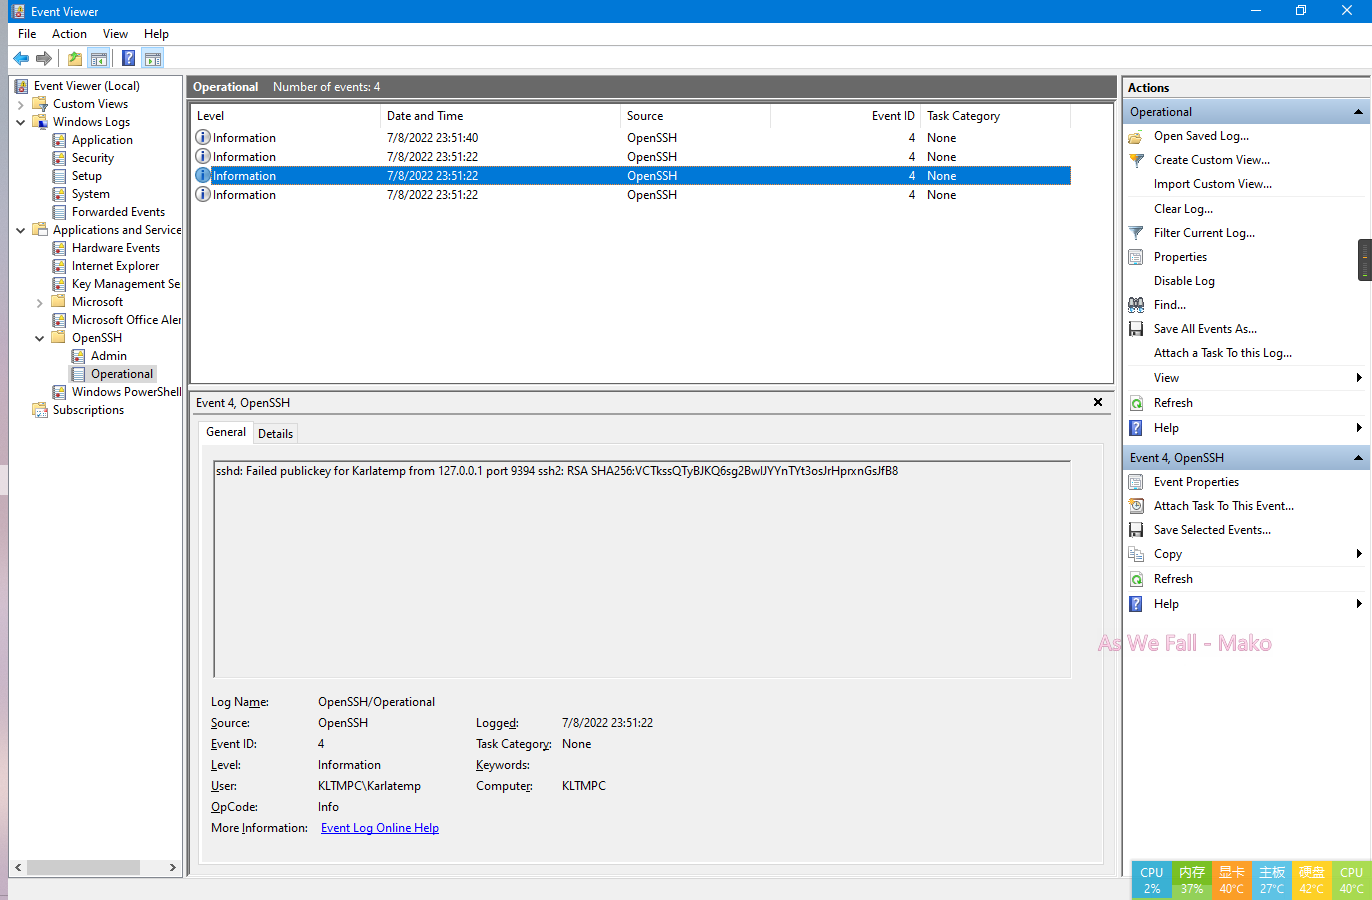 Event Viewer
File Action View Help
Event Viewer (Local)
Custom Views
Windows Logs
Application
Security
Setup
System
Forwarded Events
Applications and Service
Hardware Events
Internet Explorer
Key Management Se
Microsoft
Microsoft Office Aler
OpenSSH
Admin
Operational
Windows PowerShell
Subscriptions
Operational Number of events: 4
Level Date and Time Source Event ID Task Category
Information 7/8/2022 23:51:40 OpenSSH 4 None
Information 7/8/2022 23:51:22 OpenSSH 4 None
Information 7/8/2022 23:51:22 OpenSSH 4 None
Information 7/8/2022 23:51:22 OpenSSH 4 None
Event 4, OpenSSH
General Details
sshd: Failed publickey for Karlatemp from 127.0.0.1 port 9394 ssh2: RSA SHA256:VCTkssQTyBJKQ6sg2BwlJYYnTYt3osJrHprxnGsJfB8
Log Name: OpenSSH/Operational
Source: OpenSSH Logged: 7/8/2022 23:51:22
Event ID: 4 Task Category: None
Level: Information Keywords:
User: KLTMPC\Karlatemp Computer: KLTMPC
OpCode: Info
More Information: Event Log Online Help
Actions
Operational
Open Saved Log...
Create Custom View...
Import Custom View...
Clear Log...
Filter Current Log...
Properties
Disable Log
Find...
Save All Events As...
Attach a Task To this Log...
View
Refresh
Help
Event 4, OpenSSH
Event Properties
Attach Task To This Event...
Save Selected Events...
Copy
Refresh
Help
As We Fall - Mako
CPU 内存 显卡 主板 硬盘 CPU
2% 37% 40°C 27°C 42°C 40°C